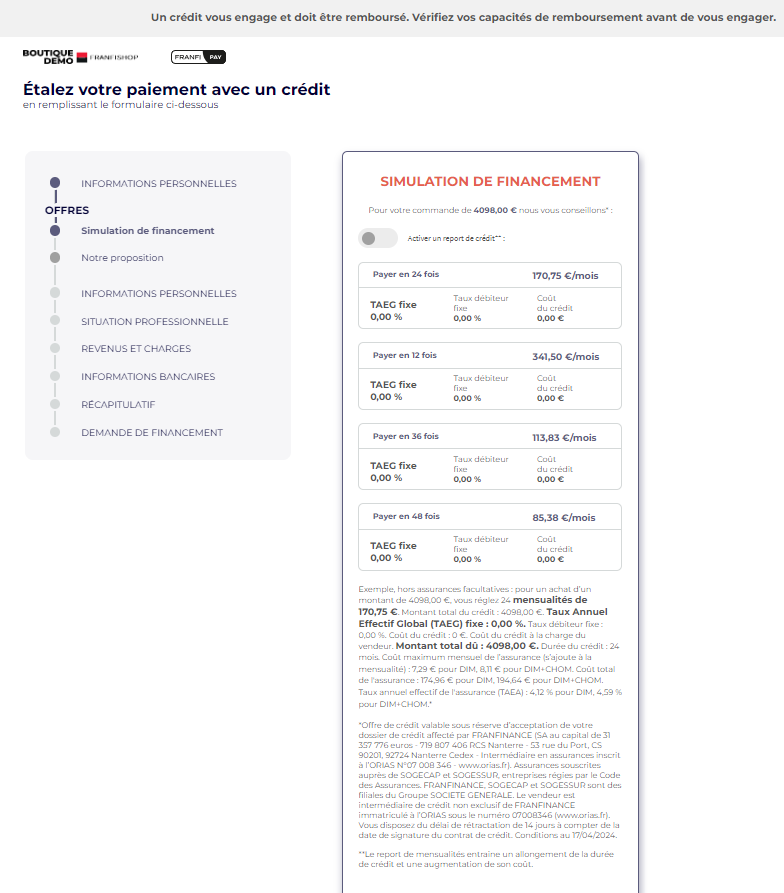 Un crédit vous engage et doit être remboursé. Vérifiez vos capacités de remboursement avant de vous engager.
BOUTIQUE
DEMO
FRANFISHOP
FRANFI PAY
Étalez votre paiement avec un crédit
en remplissant le formulaire ci-dessous
INFORMATIONS PERSONNELLES
OFFRES
Simulation de financement
Notre proposition
INFORMATIONS PERSONNELLES
SITUATION PROFESSIONNELLE
REVENUS ET CHARGES
INFORMATIONS BANCAIRES
RÉCAPITULATIF
DEMANDE DE FINANCEMENT
SIMULATION DE FINANCEMENT
Pour votre commande de 4098,00 € nous vous conseillons* :
Activer un report de crédit** :
Payer en 24 fois 170,75 €/mois
TAEG fixe
0,00 %
Taux débiteur
fixe
0,00 %
Coût
du crédit
0,00 €
Payer en 12 fois 341,50 €/mois
TAEG fixe
0,00 %
Taux débiteur
fixe
0,00 %
Coût
du crédit
0,00 €
Payer en 36 fois 113,83 €/mois
TAEG fixe
0,00 %
Taux débiteur
fixe
0,00 %
Coût
du crédit
0,00 €
Payer en 48 fois 85,38 €/mois
TAEG fixe
0,00 %
Taux débiteur
fixe
0,00 %
Coût
du crédit
0,00 €
Exemple, hors assurances facultatives : pour un achat d'un
montant de 4098,00 €, vous réglez 24 mensualités de
170,75 €. Montant total du crédit : 4098,00 €. Taux Annuel
Effectif Global (TAEG) fixe : 0,00 %. Taux débiteur fixe :
0,00 %. Coût du crédit : 0 €. Coût du crédit à la charge du
vendeur. Montant total dû : 4098,00 €. Durée du crédit : 24
mois. Coût maximum mensuel de l'assurance (s'ajoute à la
mensualité) : 7,29 € pour DIM, 8,11 € pour DIM+CHOM. Coût total
de l'assurance : 174,96 € pour DIM, 194,64 € pour DIM+CHOM.
Taux annuel effectif de l'assurance (TAEA) : 4,12 % pour DIM, 4,59 %
pour DIM+CHOM.*
*Offre de crédit valable sous réserve d'acceptation de votre
dossier de crédit affecté par FRANFINANCE (SA au capital de 31
357 776 euros - 719 807 406 RCS Nanterre - 53 rue du Port, CS
90201, 92724 Nanterre Cedex - Intermédiaire en assurances inscrit
à l'ORIAS N°07 008 346 - www.orias.fr). Assurances souscrites
auprès de SOGECAP et SOGESSUR, entreprises régies par le Code
des Assurances. FRANFINANCE, SOGECAP et SOGESSUR sont des
filiales du Groupe SOCIETE GENERALE. Le vendeur est
intermédiaire de crédit non exclusif de FRANFINANCE
immatriculé à l'ORIAS sous le numéro 07008346 (www.orias.fr).
Vous disposez du délai de rétractation de 14 jours à compter de la
date de signature du contrat de crédit. Conditions au 17/04/2024.
**Le report de mensualités entraine un allongement de la durée
de crédit et une augmentation de son coût.